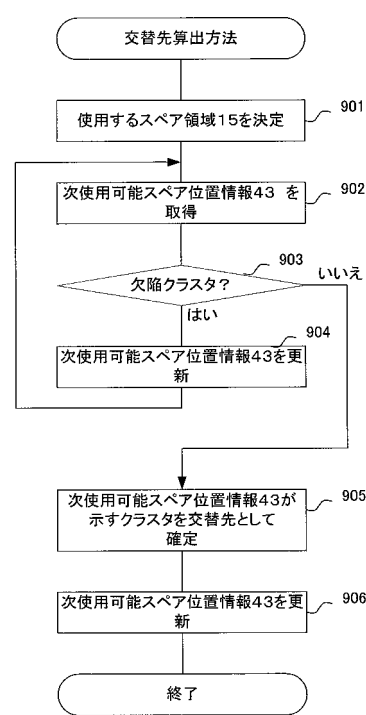 交替先算出方法
使用するスペア領域15を決定
901
次使用可能スペア位置情報43 を
取得
902
欠陥クラスタ？
903
いいえ
はい
904
次使用可能スペア位置情報43を更
新
次使用可能スペア位置情報43が
示すクラスタを交替先として
確定
905
次使用可能スペア位置情報43を更
新
906
終了